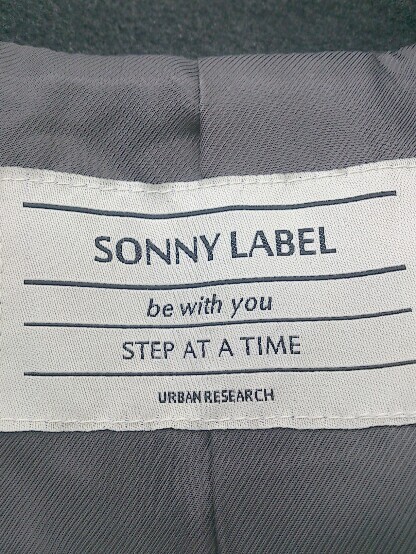 SONNY LABEL
be with you
STEP AT A TIME
URBAN RESEARCH